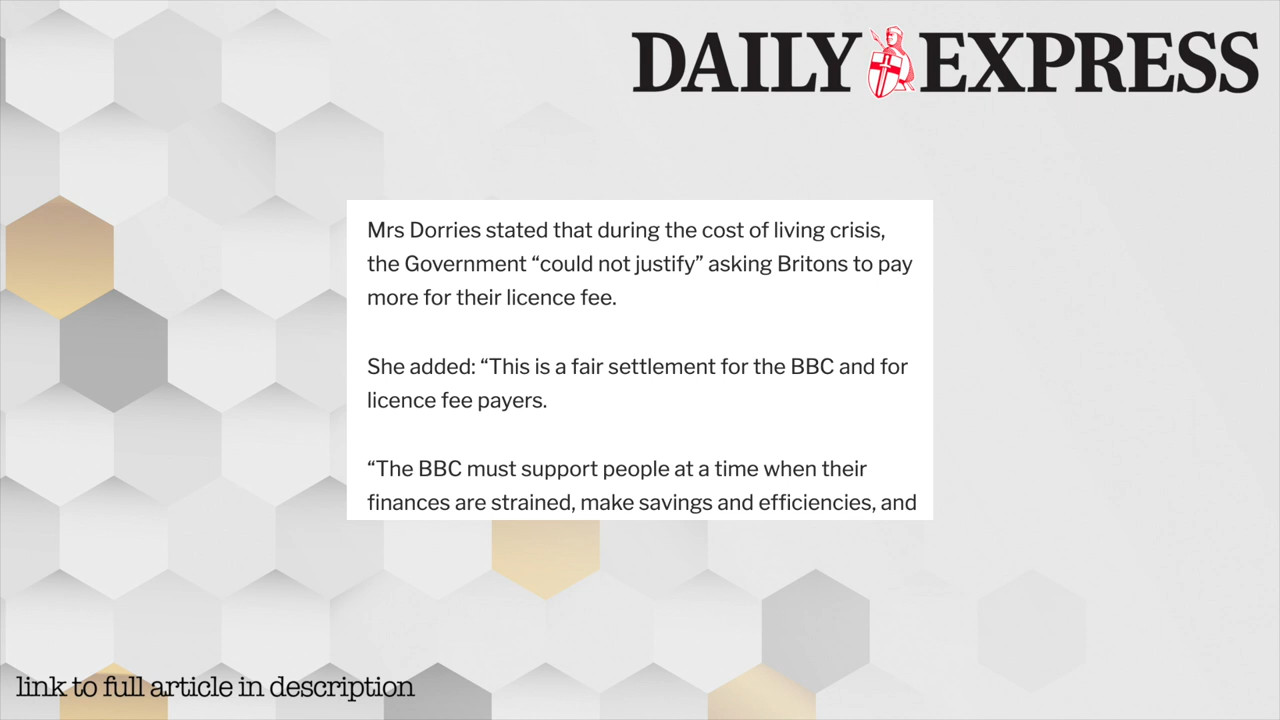 DAILY EXPRESS
Mrs Dorries stated that during the cost of living crisis,
the Government “could not justify” asking Britons to pay
more for their licence fee.
She added: “This is a fair settlement for the BBC and for
licence fee payers.
“The BBC must support people at a time when their
finances are strained, make savings and efficiencies, and
link to full article in description